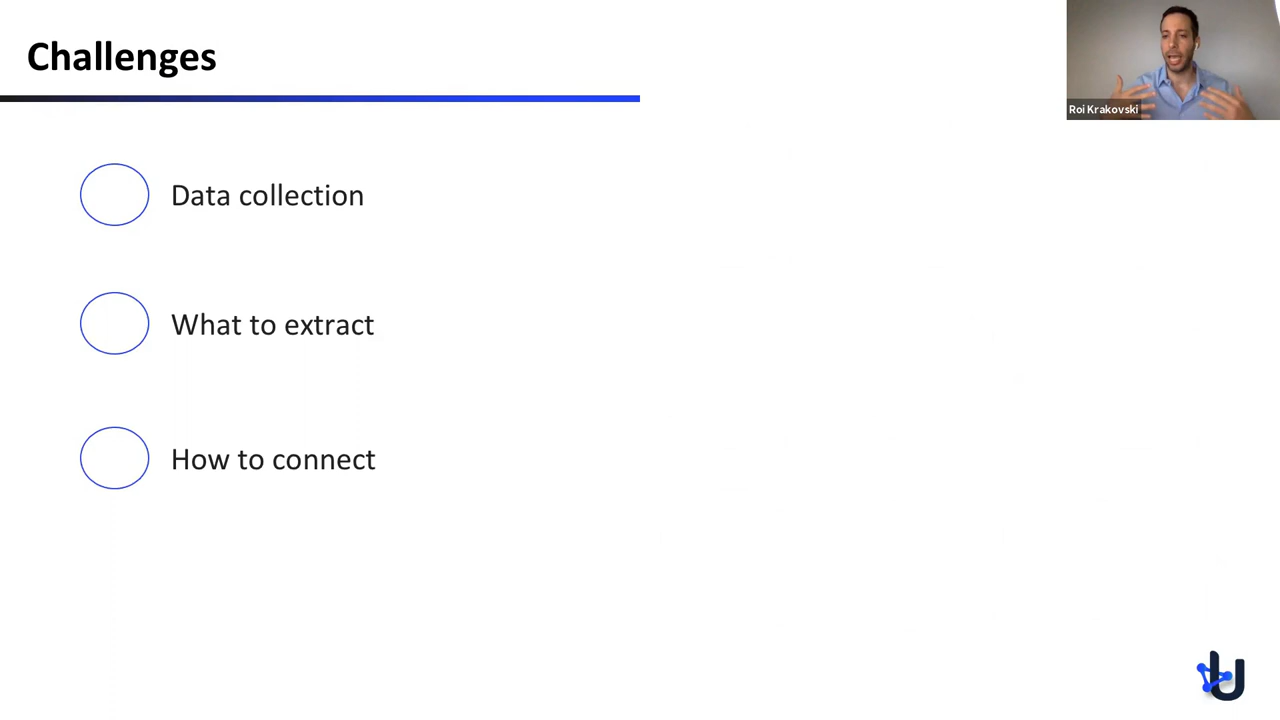 Challenges
Roi Krakovski
Data collection
What to extract
How to connect